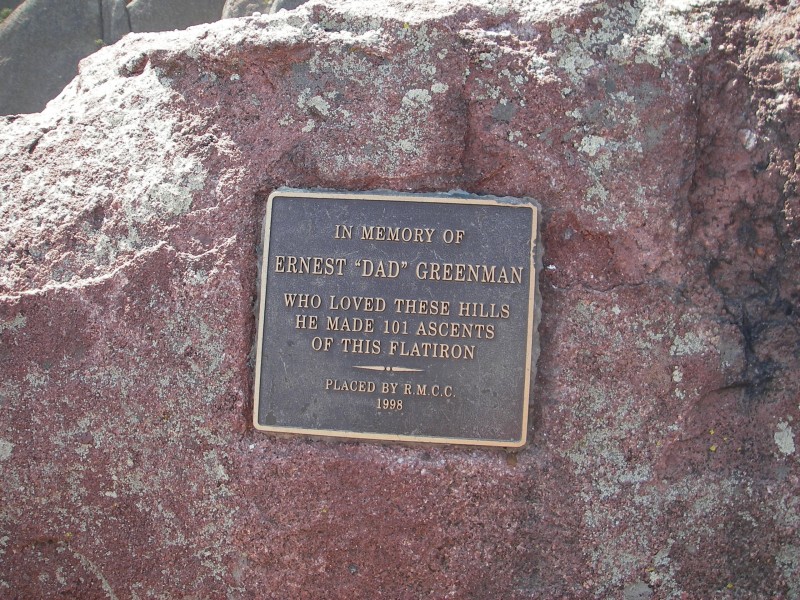 IN MEMORY OF
ERNEST "DAD" GREENMAN
WHO LOVED THESE HILLS
HE MADE 101 ASCENTS
OF THIS FLATIRON
PLACED BY R.M.C.C.
1998